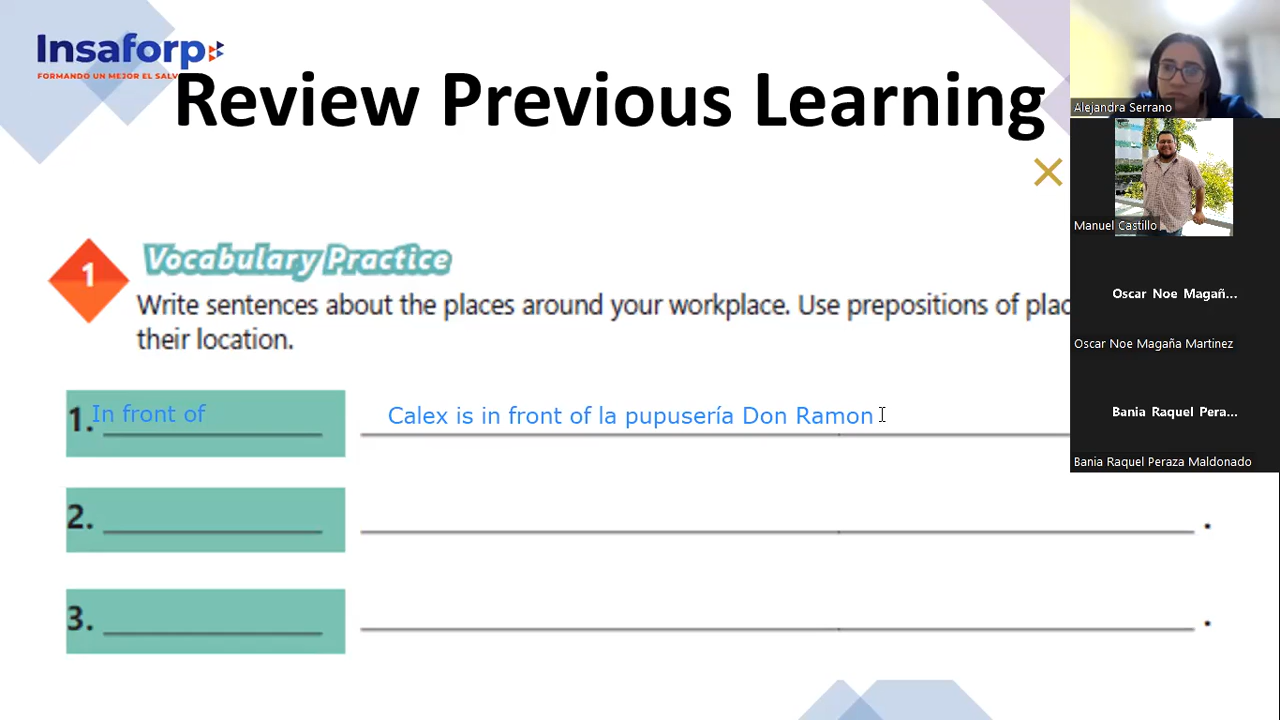 Insaforp
FORMANDO UN MEJOR EL
Review Previous Learning
Alejandra Serrano
Manuel Castillo
1 Vocabulary Practice
Oscar Noe Magañ...
Write sentences about the places around your workplace. Use prepositions of
their location.
Oscar Noe Magaña Martinez
1. In front of Calex is in front of la pupusería Don Ramon
Bania Raquel Pera...
Bania Raquel Peraza Maldonado
2. .
3. .